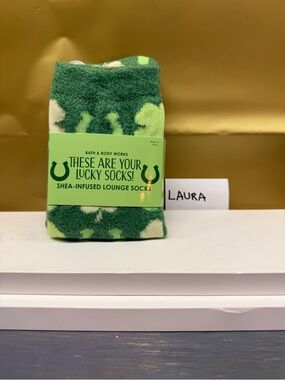 BATH & BODY WORKS
THESE ARE YOUR
LUCKY SOCKS!
SHEA-INFUSED LOUNGE SOCKS
LAURA